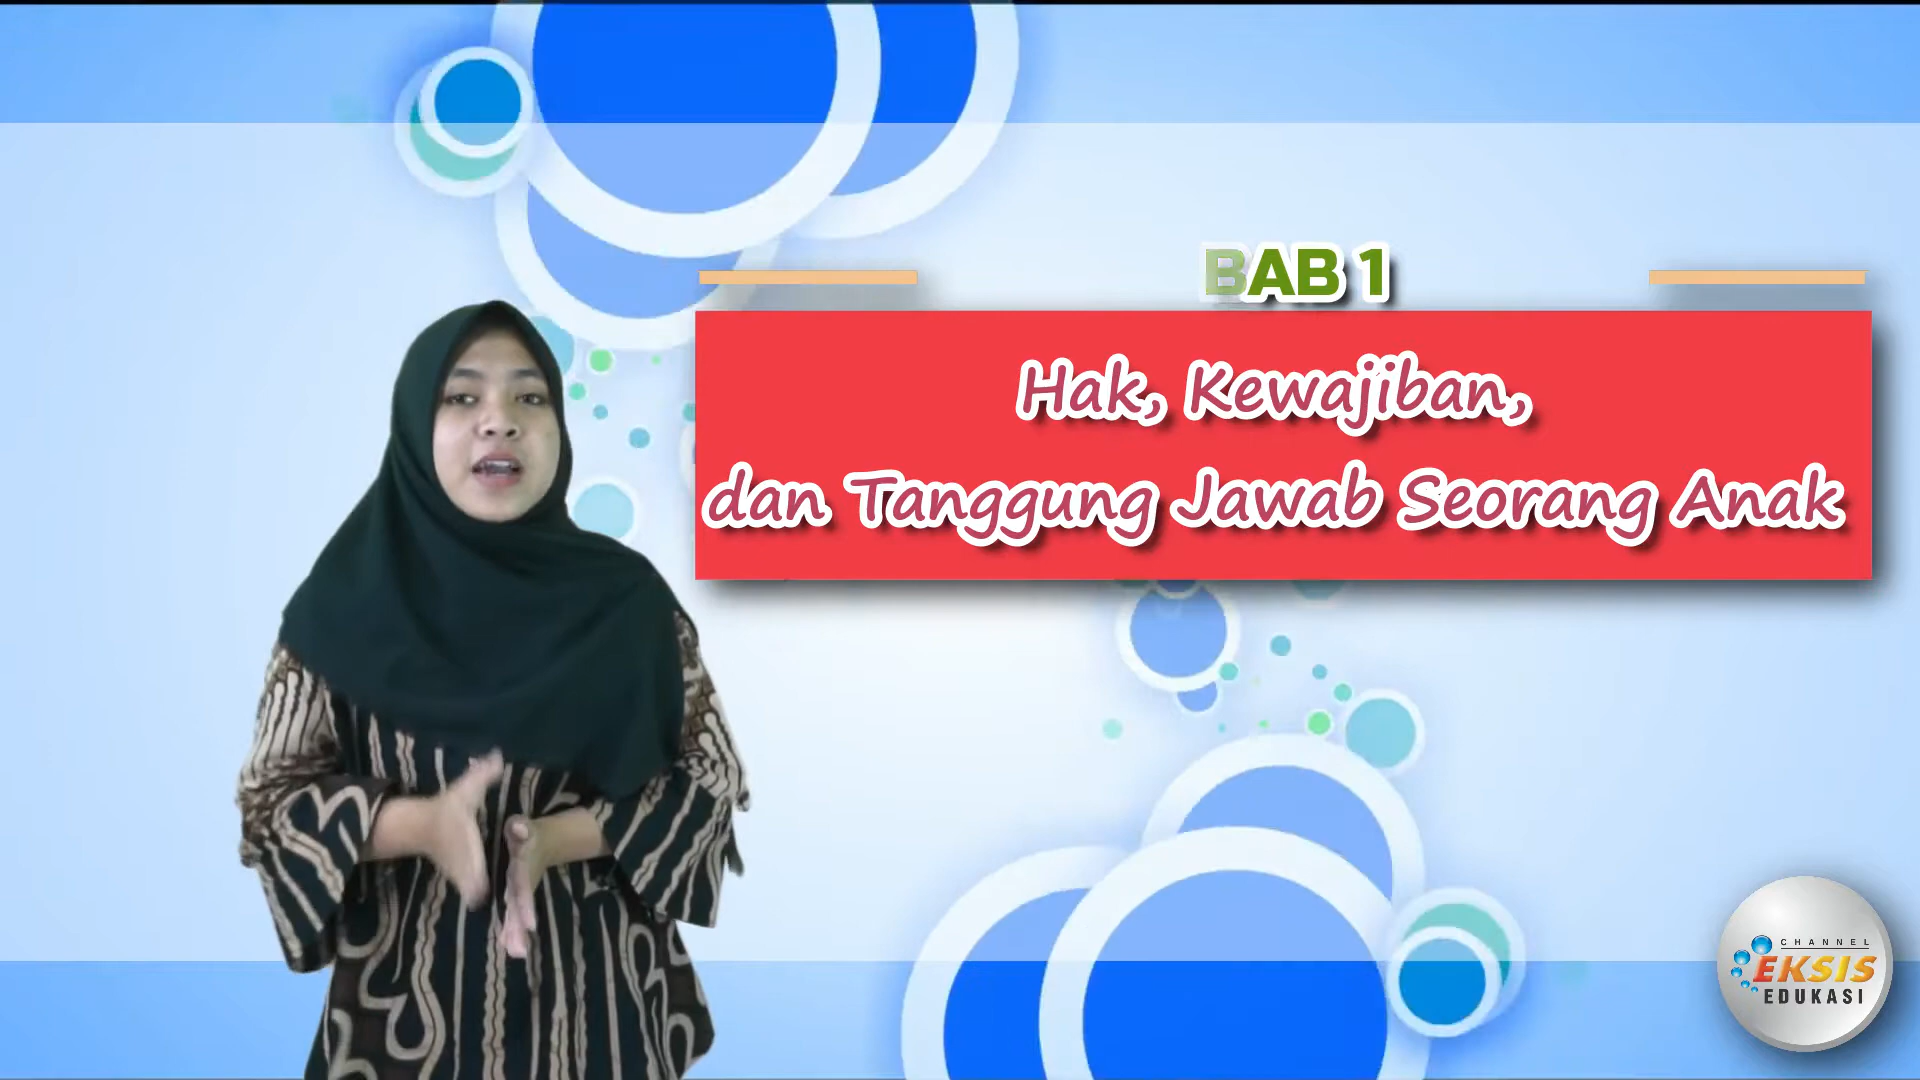 BAB 1
Hak, Kewajiban,
dan Tanggung Jawab Seorang Anak
CHANNEL
EKSIS
EDUKASI